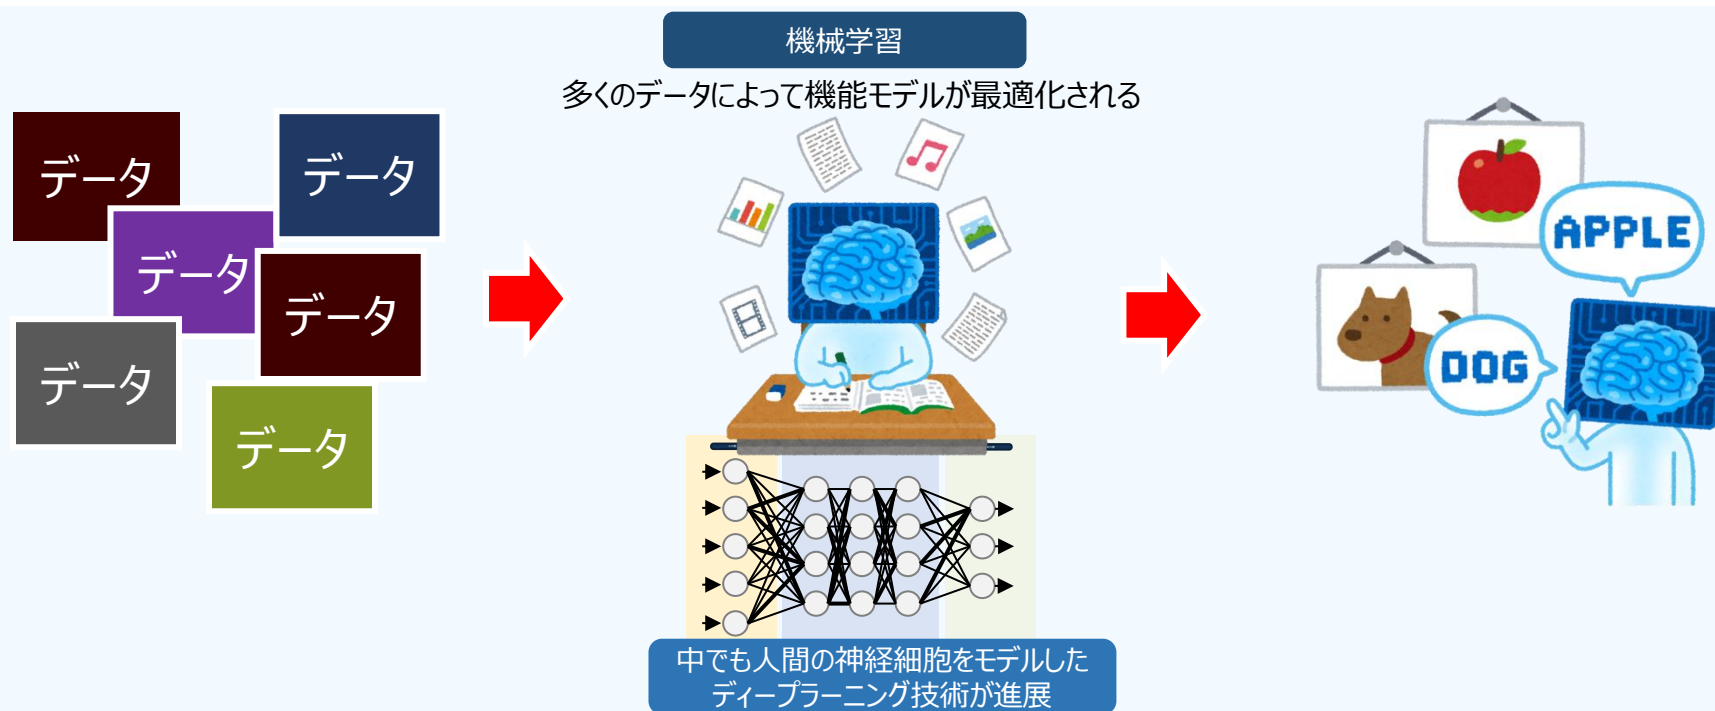 機械学習
多くのデータによって機能モデルが最適化される
データ
データ
データ
データ
データ
データ
APPLE
DOG
中でも人間の神経細胞をモデルした
ディープラーニング技術が進展